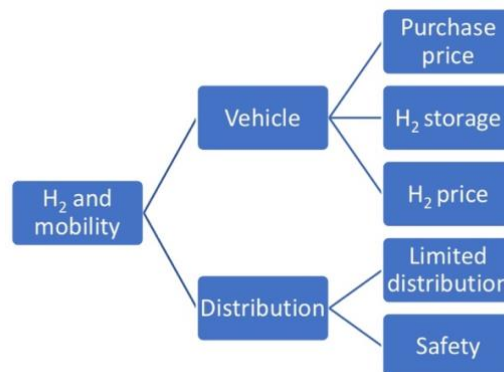 Purchase
price
Vehicle
H₂ storage
H₂ price
H₂ and
mobility
Limited
distribution
Distribution
Safety